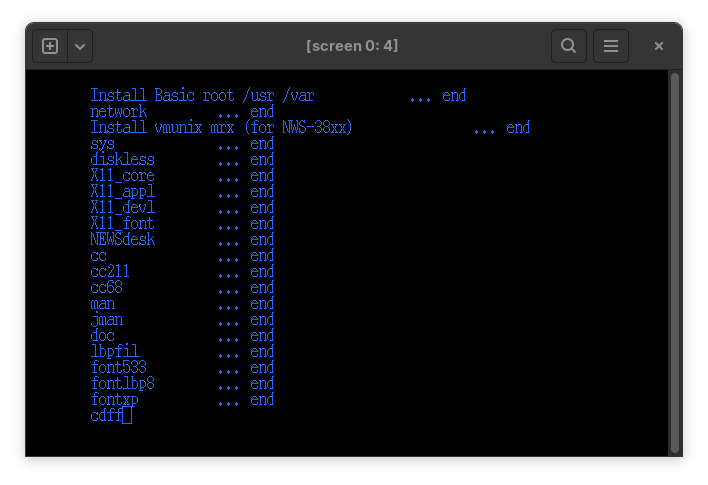 [screen 0: 4]
Install Basic root /usr /var ... end
network ... end
Install vmunix mrx (for NWS-38xx) ... end
sys ... end
diskless ... end
X11_core ... end
X11_appl ... end
X11_devl ... end
X11_font ... end
NEWSdesk ... end
cc ... end
cc211 ... end
cc68 ... end
man ... end
jman ... end
doc ... end
lbpfil ... end
font533 ... end
fontlbp8 ... end
fontxp ... end
cdff